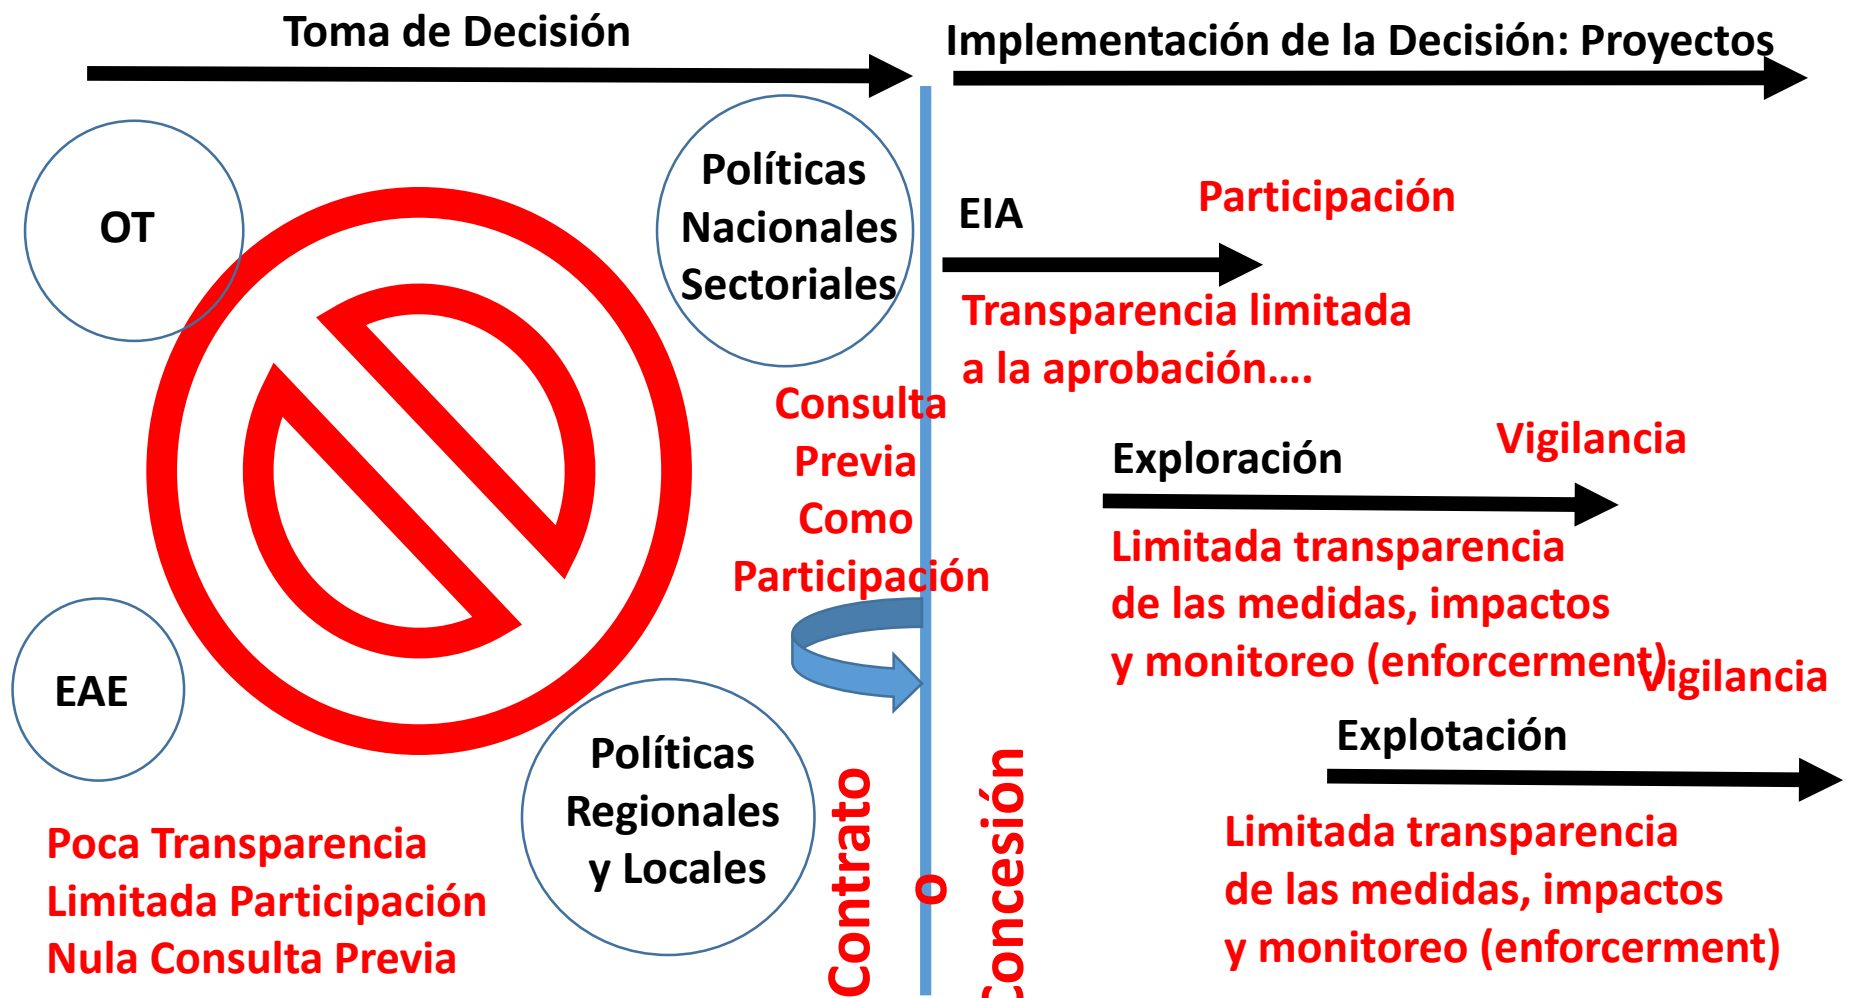 Toma de Decisión
Implementación de la Decisión: Proyectos
OT
Políticas
Nacionales
Sectoriales
EIA
Participación
Transparencia limitada
a la aprobación....
Consulta
Previa
Como
Participación
Exploración
Vigilancia
Limitada transparencia
de las medidas, impactos
y monitoreo (enforcerment)
Vigilancia
EAE
Explotación
Políticas
Regionales
y Locales
Contrato
o
Concesión
Poca Transparencia
Limitada Participación
Nula Consulta Previa
Limitada transparencia
de las medidas, impactos
y monitoreo (enforcerment)